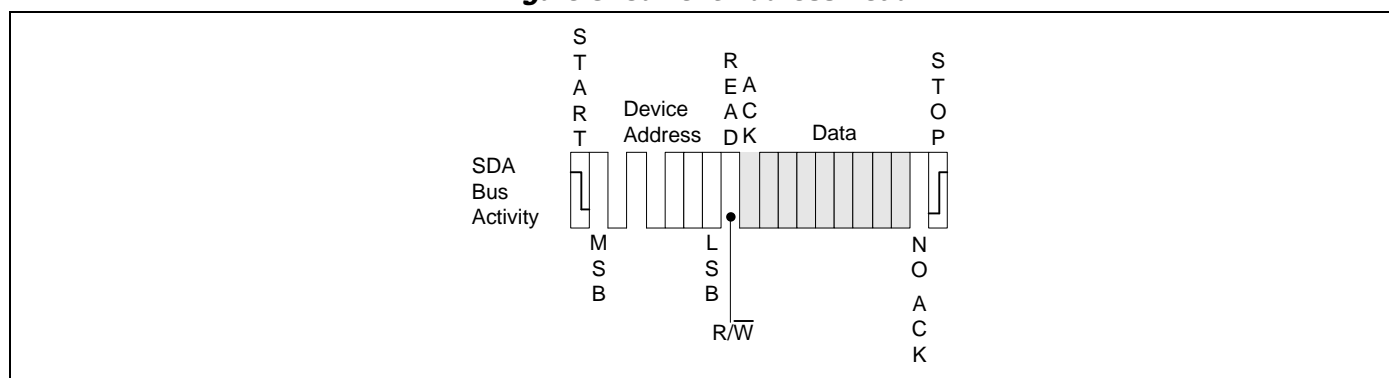 START
Device
Address
READ
ACK
Data
STOP
SDA
Bus
Activity
MSB
LSB
R/W̅
NO ACK